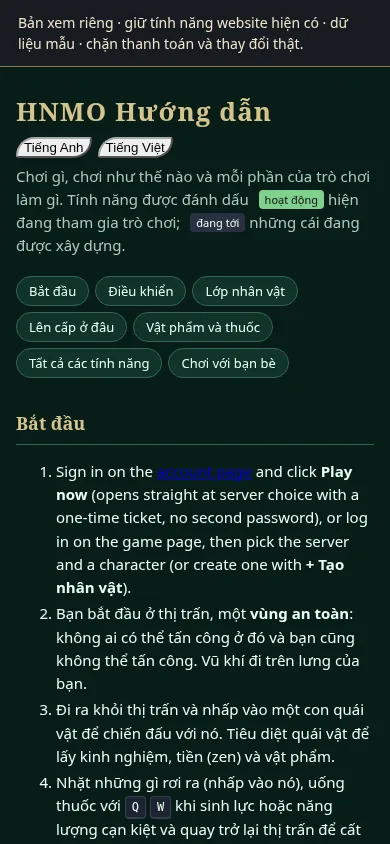 Bản xem riêng · giữ tính năng website hiện có · dữ
liệu mẫu · chặn thanh toán và thay đổi thật.
HNMO Hướng dẫn
Tiếng Anh Tiếng Việt
Chơi gì, chơi như thế nào và mỗi phần của trò chơi
làm gì. Tính năng được đánh dấu hoạt động hiện
đang tham gia trò chơi; đang tới những cái đang
được xây dựng.
Bắt đầu Điều khiển Lớp nhân vật
Lên cấp ở đâu Vật phẩm và thuốc
Tất cả các tính năng Chơi với bạn bè
Bắt đầu
1. Sign in on the account page and click Play
now (opens straight at server choice with a
one-time ticket, no second password), or log
in on the game page, then pick the server
and a character (or create one with + Tạo
nhân vật).
2. Bạn bắt đầu ở thị trấn, một vùng an toàn:
không ai có thể tấn công ở đó và bạn cũng
không thể tấn công. Vũ khí đi trên lưng của
bạn.
3. Đi ra khỏi thị trấn và nhấp vào một con quái
vật để chiến đấu với nó. Tiêu diệt quái vật để
lấy kinh nghiệm, tiền (zen) và vật phẩm.
4. Nhặt những gì rơi ra (nhấp vào nó), uống
thuốc với Q W khi sinh lực hoặc năng
lượng cạn kiệt và quay trở lại thị trấn để cất